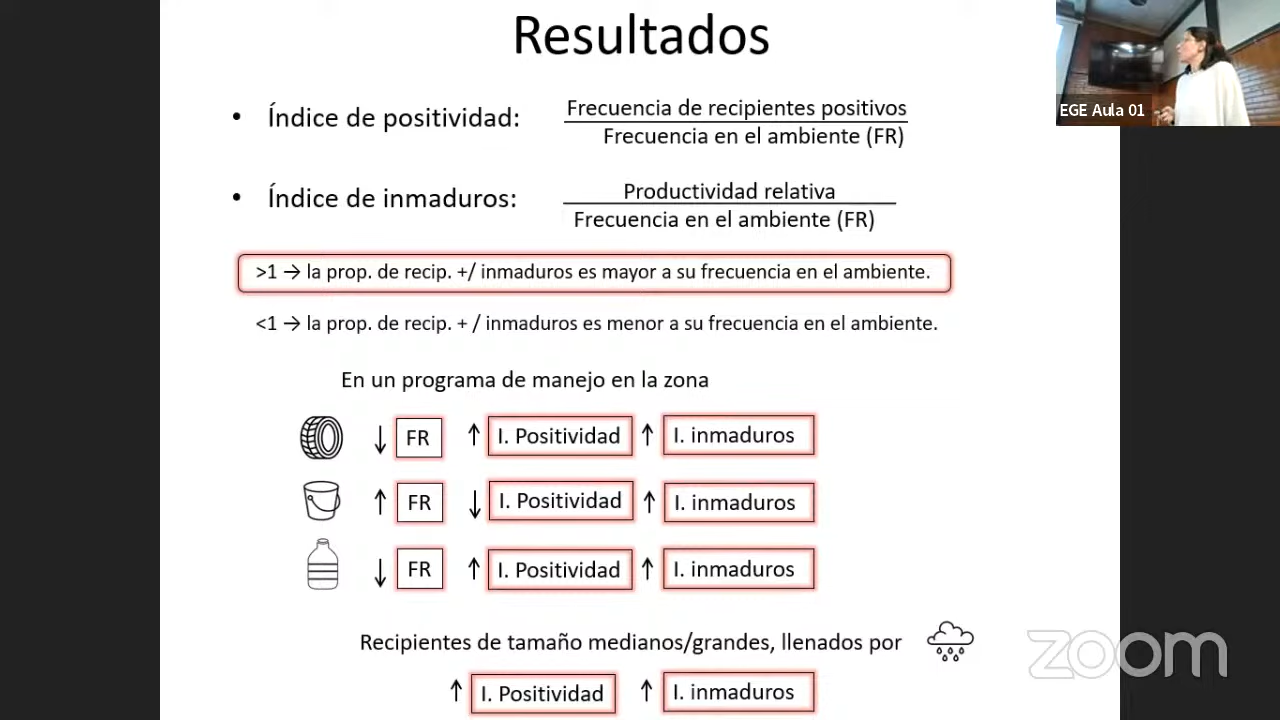 Resultados
• Índice de positividad: Frecuencia de recipientes positivos
Frecuencia en el ambiente (FR)
• Índice de inmaduros: Productividad relativa
Frecuencia en el ambiente (FR)
>1 → la prop. de recip. +/ inmaduros es mayor a su frecuencia en el ambiente.
<1 → la prop. de recip. + / inmaduros es menor a su frecuencia en el ambiente.
En un programa de manejo en la zona
↓ FR ↑ I. Positividad ↑ I. inmaduros
↑ FR ↓ I. Positividad ↑ I. inmaduros
↓ FR ↑ I. Positividad ↑ I. inmaduros
Recipientes de tamaño medianos/grandes, llenados por
↑ I. Positividad ↑ I. inmaduros
EGE Aula 01
zoom